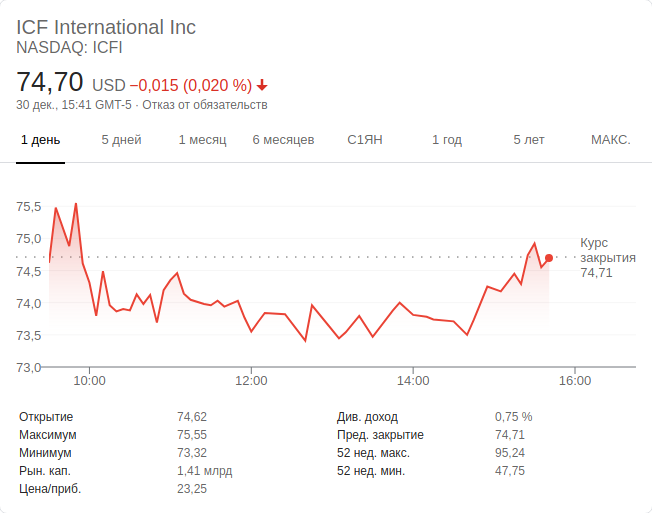 ICF International Inc
NASDAQ: ICFI
74,70 USD −0,015 (0,020 %)
30 дек., 15:41 GMT-5 · Отказ от обязательств
1 день 5 дней 1 месяц 6 месяцев С1ЯН 1 год 5 лет МАКС.
75,5
75,0
74,5
74,0
73,5
73,0
Курс
закрытия
74,71
10:00 12:00 14:00 16:00
Открытие 74,62 Див. доход 0,75 %
Максимум 75,55 Пред. закрытие 74,71
Минимум 73,32 52 нед. макс. 95,24
Рын. кап. 1,41 млрд 52 нед. мин. 47,75
Цена/приб. 23,25